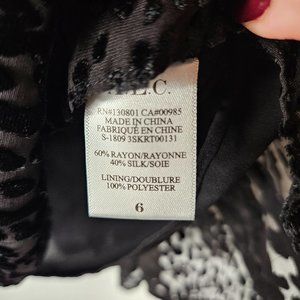 .L.C.
RN#130801 CA#00985
MADE IN CHINA
FABRIQUÉ EN CHINE
S-1809 3SKRT00131
60% RAYON/RAYONNE
40% SILK/SOIE
LINING/DOUBLURE
100% POLYESTER
6